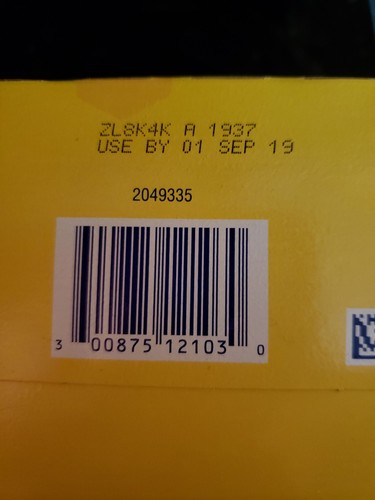 ZL8K4K A 1937
USE BY 01 SEP 19
2049335
3 00875 12103 0